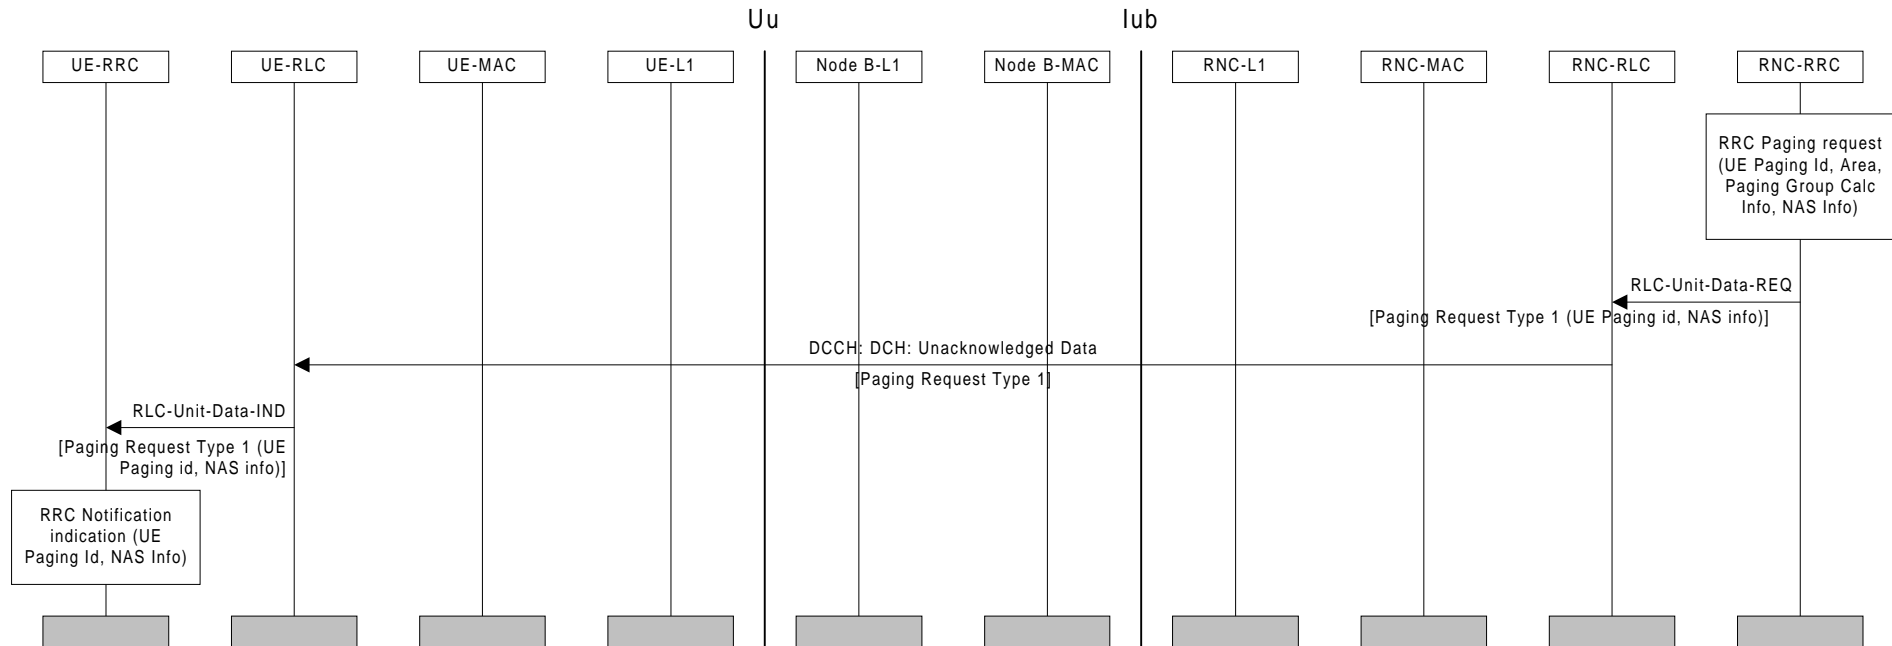 Uu
Iub
UE-RRC
UE-RLC
UE-MAC
UE-L1
Node B-L1
Node B-MAC
RNC-L1
RNC-MAC
RNC-RLC
RNC-RRC
RRC Paging request
(UE Paging Id, Area,
Paging Group Calc
Info, NAS Info)
RLC-Unit-Data-REQ
[Paging Request Type 1 (UE Paging id, NAS info)]
DCCH: DCH: Unacknowledged Data
[Paging Request Type 1]
RLC-Unit-Data-IND
[Paging Request Type 1 (UE
Paging id, NAS info)]
RRC Notification
indication (UE
Paging Id, NAS Info)